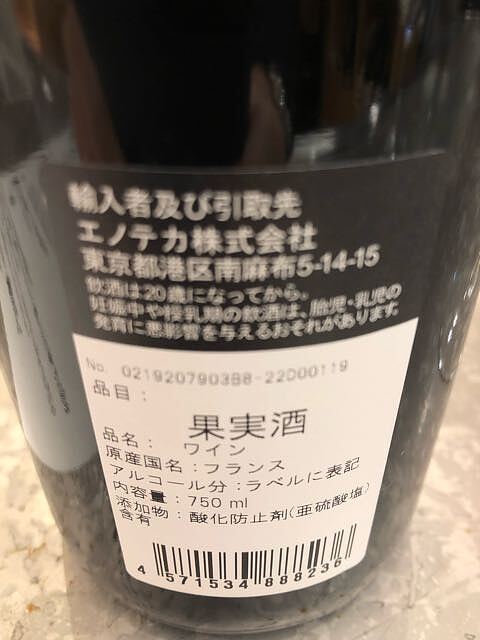 輸入者及び引取先
エノテカ株式会社
東京都港区南麻布5-14-15
飲酒は20歳になってから。
妊娠中や授乳期の飲酒は、胎児・乳児の
発育に悪影響を与えるおそれがあります。
No. 0219207903B8-22D00119
品目：
果実酒
品名： ワイン
原産国名：フランス
アルコール分：ラベルに表記
内容量：750 ml
添加物：酸化防止剤(亜硫酸塩)
含有
4 571534 888236